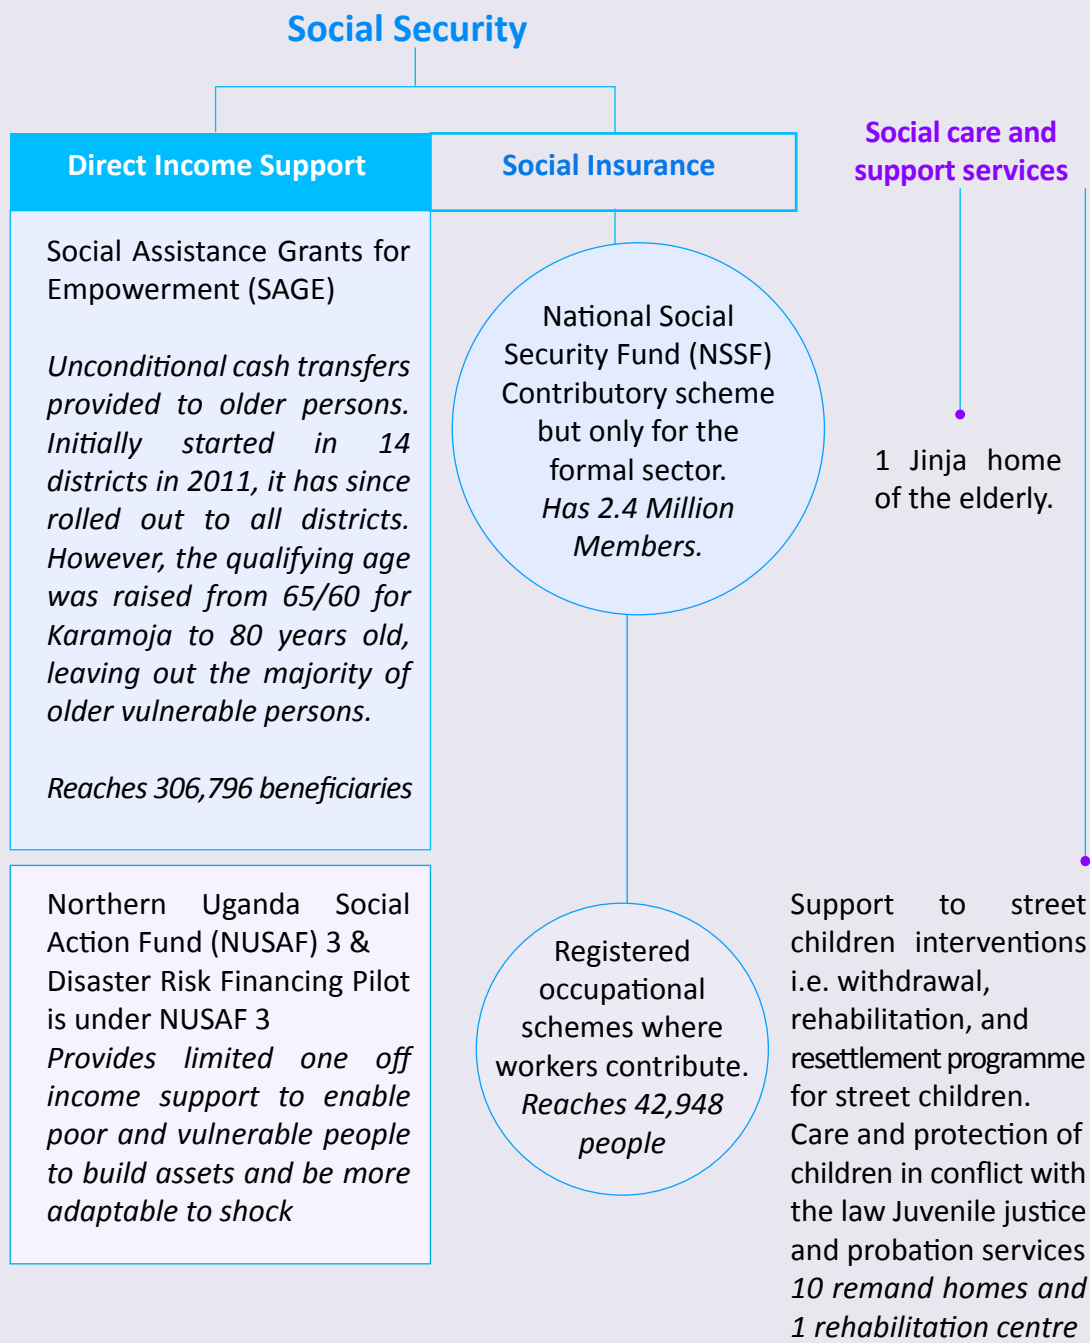 Social Security
Direct Income Support
Social Assistance Grants for
Empowerment (SAGE)
Unconditional cash transfers
provided to older persons.
Initially started in 14
districts in 2011, it has since
rolled out to all districts.
However, the qualifying age
was raised from 65/60 for
Karamoja to 80 years old,
leaving out the majority of
older vulnerable persons.
Reaches 306,796 beneficiaries
Northern Uganda Social
Action Fund (NUSAF) 3 &
Disaster Risk Financing Pilot
is under NUSAF 3
Provides limited one off
income support to enable
poor and vulnerable people
to build assets and be more
adaptable to shock
Social Insurance
National Social
Security Fund (NSSF)
Contributory scheme
but only for the
formal sector.
Has 2.4 Million
Members.
Registered
occupational
schemes where
workers contribute.
Reaches 42,948
people
Social care and
support services
1 Jinja home
of the elderly.
Support to street
children interventions
i.e. withdrawal,
rehabilitation, and
resettlement programme
for street children.
Care and protection of
children in conflict with
the law Juvenile justice
and probation services
10 remand homes and
1 rehabilitation centre